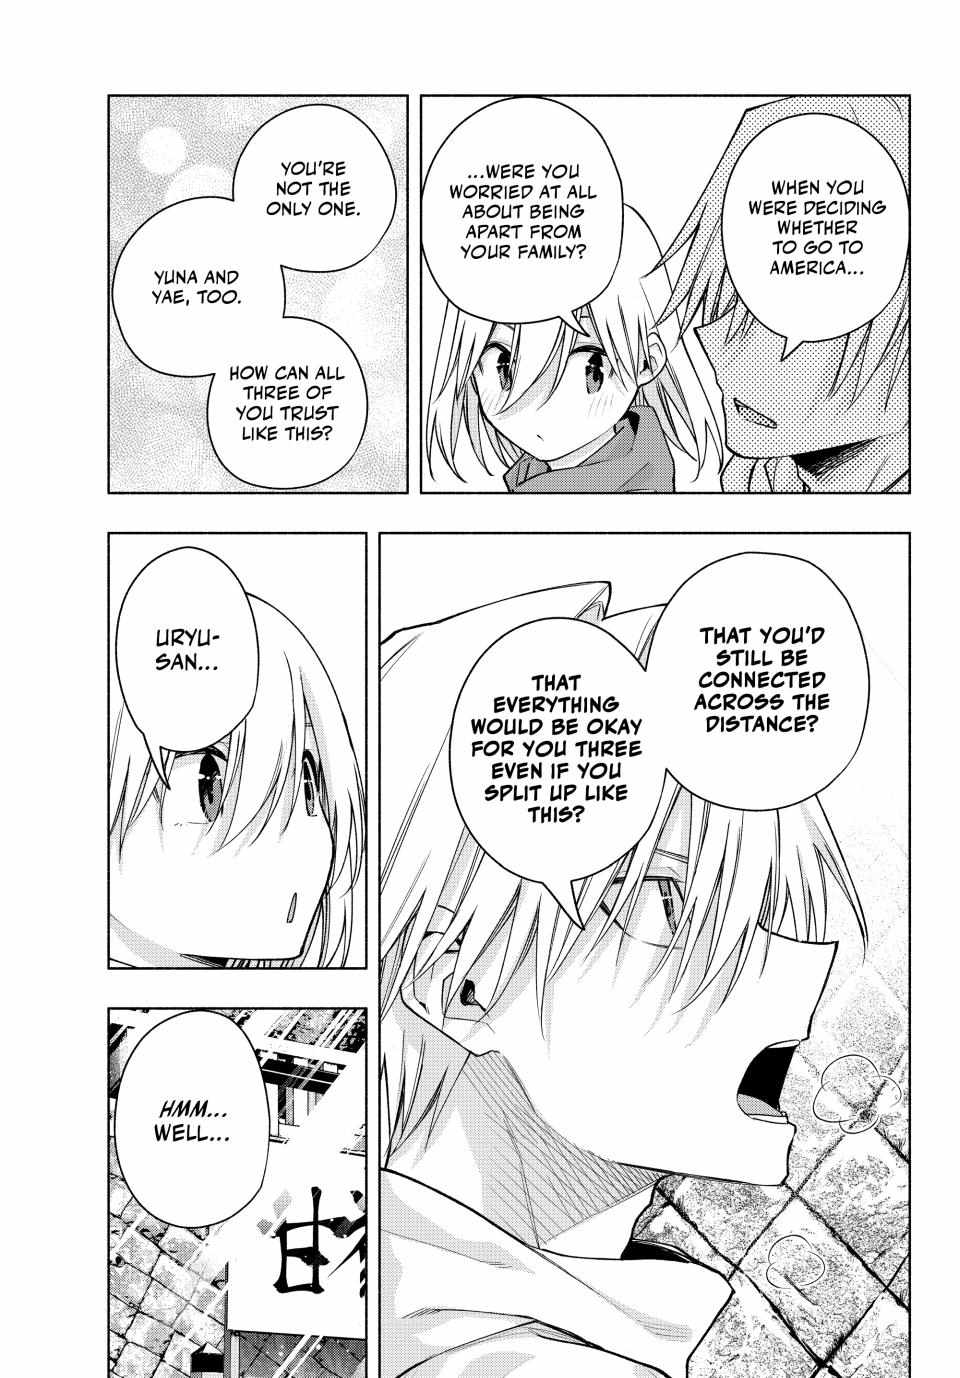 WHEN YOU
WERE DECIDING
WHETHER
TO GO TO
AMERICA...
...WERE YOU
WORRIED AT ALL
ABOUT BEING
APART FROM
YOUR FAMILY?
YOU'RE
NOT THE
ONLY ONE.
YUNA AND
YAE, TOO.
HOW CAN ALL
THREE OF
YOU TRUST
LIKE THIS?
THAT YOU'D
STILL BE
CONNECTED
ACROSS THE
DISTANCE?
THAT
EVERYTHING
WOULD BE OKAY
FOR YOU THREE
EVEN IF YOU
SPLIT UP LIKE
THIS?
URYU-
SAN...
HMM...
WELL...
甘